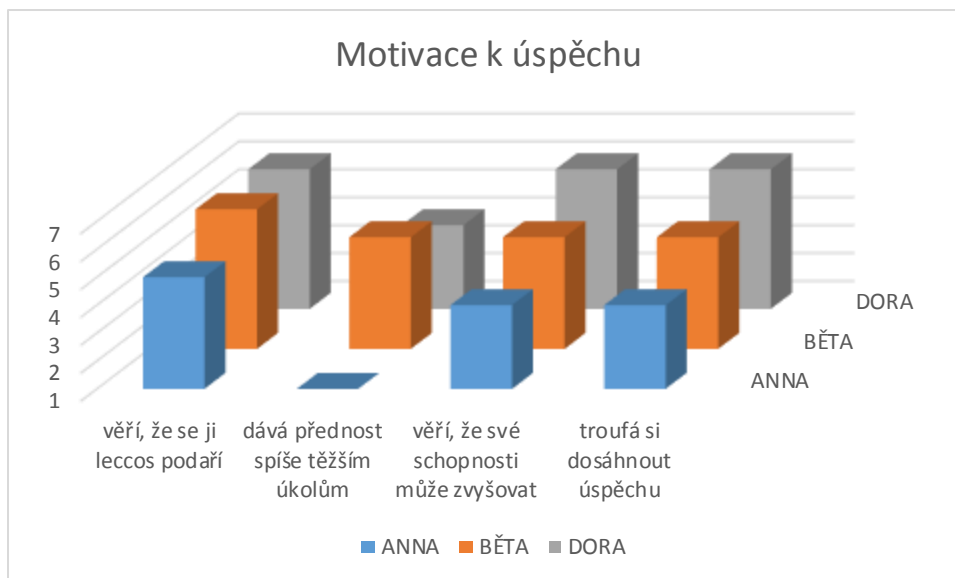 Motivace k úspěchu
7
6
5
4
3
2
1
DORA
BĚTA
ANNA
věří, že se ji
leccos podaří
dává přednost
spíše těžším
úkolům
věří, že své
schopnosti
může zvyšovat
troufá si
dosáhnout
úspěchu
ANNA BĚTA DORA